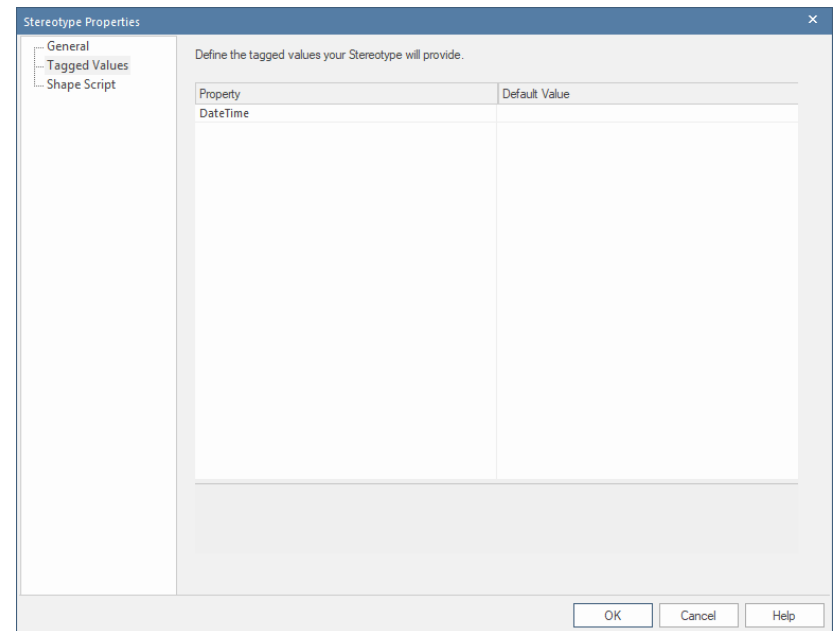 Stereotype Properties
General
Tagged Values
Shape Script
Define the tagged values your Stereotype will provide.
Property Default Value
DateTime
OK Cancel Help